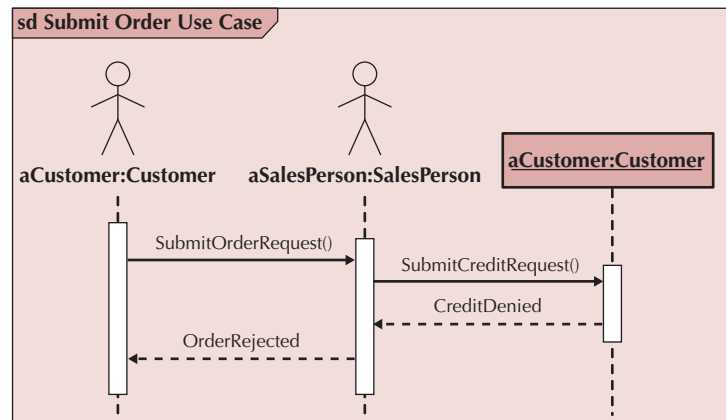 sd Submit Order Use Case
aCustomer:Customer
aSalesPerson:SalesPerson
aCustomer:Customer
SubmitOrderRequest()
SubmitCreditRequest()
CreditDenied
OrderRejected